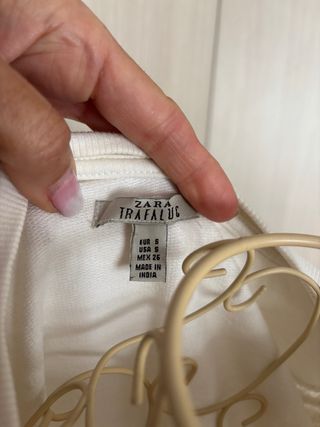 ZARA
TRAFALUC
EUR S
USA S
MEX 26
MADE IN
INDIA